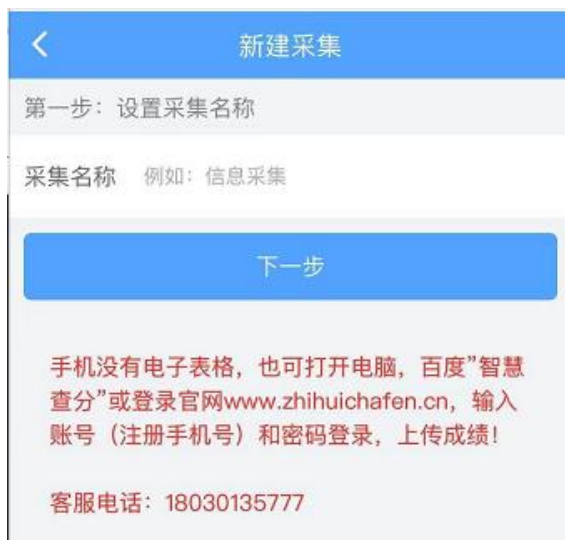 新建采集
第一步：设置采集名称
采集名称 例如：信息采集
下一步
手机没有电子表格，也可打开电脑，百度”智慧
查分”或登录官网www.zhihuichafen.cn，输入
账号（注册手机号）和密码登录，上传成绩！
客服电话：18030135777